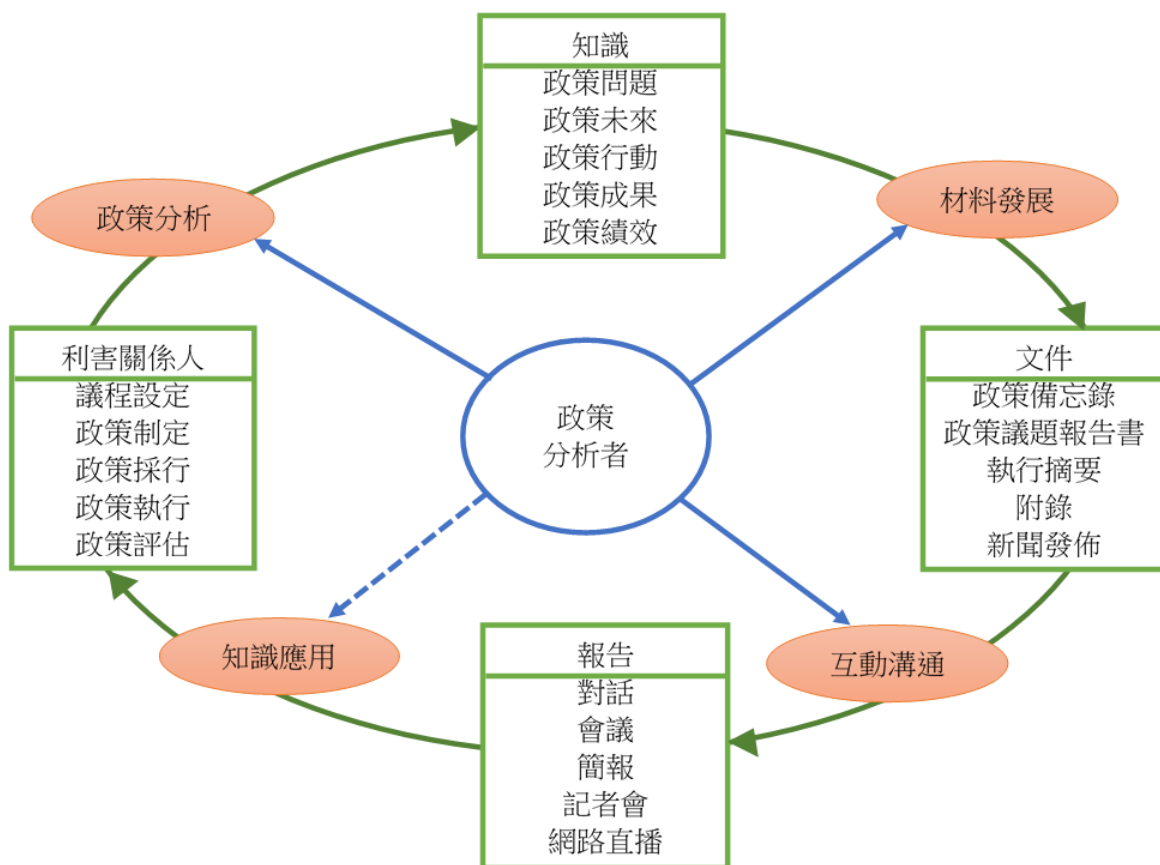 知識
政策問題
政策未來
政策行動
政策成果
政策績效
政策分析
材料發展
利害關係人
議程設定
政策制定
政策採行
政策執行
政策評估
政策
分析者
文件
政策備忘錄
政策議題報告書
執行摘要
附錄
新聞發佈
知識應用
報告
對話
會議
簡報
記者會
網路直播
互動溝通